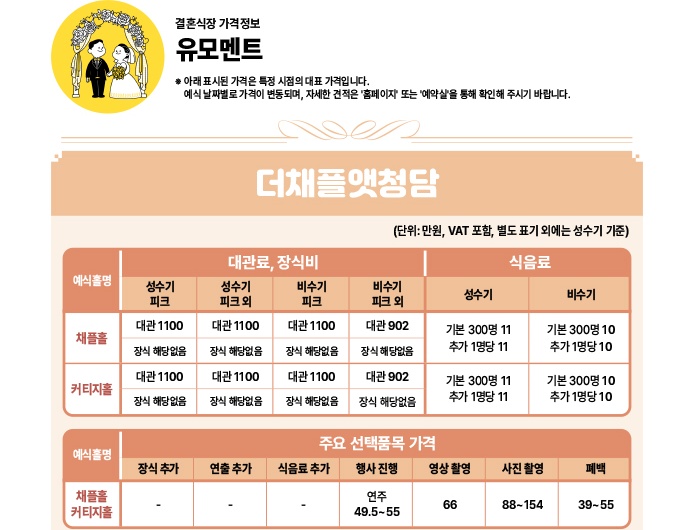 결혼식장 가격정보
유모멘트
※ 아래 표시된 가격은 특정 시점의 대표 가격입니다.
예식 날짜별로 가격이 변동되며, 자세한 견적은 '홈페이지' 또는 '예약실'을 통해 확인해 주시기 바랍니다.
더채플앳청담
(단위: 만원, VAT 포함, 별도 표기 외에는 성수기 기준)
예식홀명 대관료, 장식비 식음료
성수기 피크 성수기 피크 외 비수기 피크 비수기 피크 외 성수기 비수기
채플홀 대관 1100 대관 1100 대관 1100 대관 902 기본 300명 11 기본 300명 10
장식 해당없음 장식 해당없음 장식 해당없음 장식 해당없음 추가 1명당 11 추가 1명당 10
커티지홀 대관 1100 대관 1100 대관 1100 대관 902 기본 300명 11 기본 300명 10
장식 해당없음 장식 해당없음 장식 해당없음 장식 해당없음 추가 1명당 11 추가 1명당 10
예식홀명 주요 선택품목 가격
장식 추가 연출 추가 식음료 추가 행사 진행 영상 촬영 사진 촬영 폐백
채플홀 커티지홀 - - - 연주 49.5~55 66 88~154 39~55